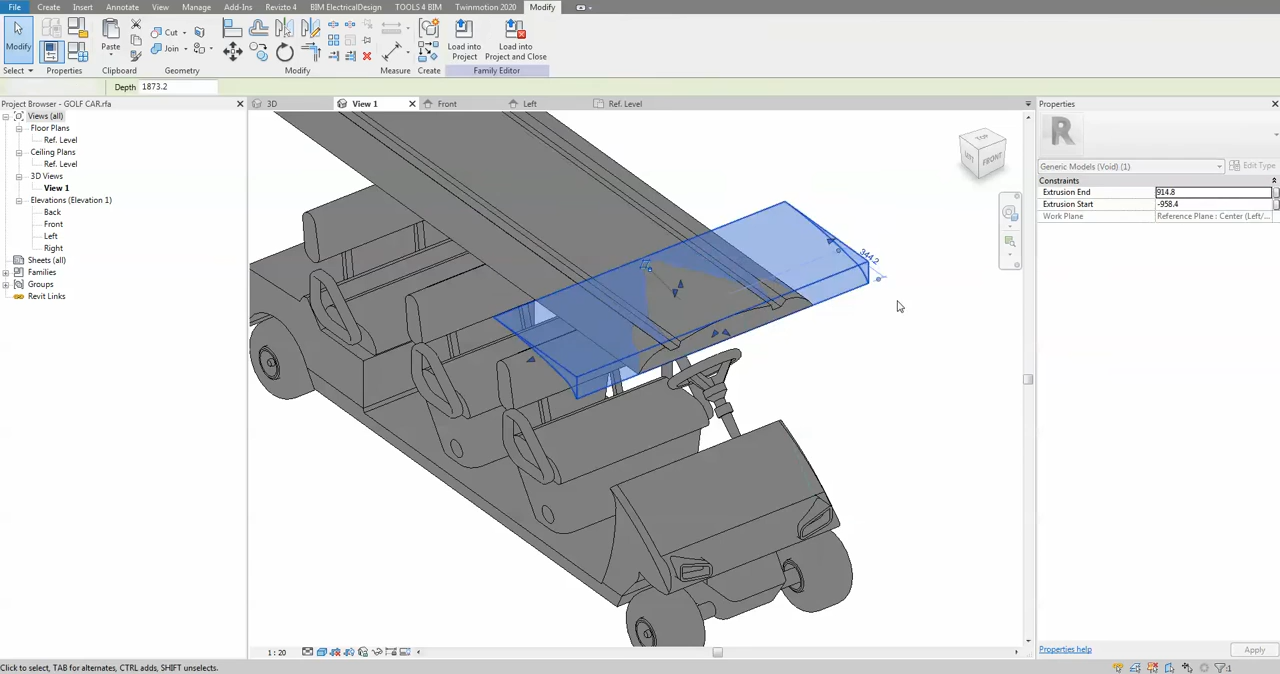 File Create Insert Annotate View Manage Add-Ins Revizto 4 BIM ElectricalDesign TOOLS 4 BIM Twinmotion 2020 Modify
Modify Paste Cut Join Load into Project Load into Project and Close
Select Properties Clipboard Geometry Modify Measure Create Family Editor
Depth 1873.2
Project Browser - GOLF CAR.rfa
3D View 1 Front Left Ref. Level
Properties
Views (all)
Floor Plans
Ref. Level
Ceiling Plans
Ref. Level
3D Views
View 1
Elevations (Elevation 1)
Back
Front
Left
Right
Sheets (all)
Families
Groups
Revit Links
TOP
FRONT
344.2
R
Generic Models (Void) (1) Edit Type
Constraints
Extrusion End 914.8
Extrusion Start -958.4
Work Plane Reference Plane : Center (Left/...
1 : 20
Properties help Apply
Click to select, TAB for alternates, CTRL adds, SHIFT unselects.
:1